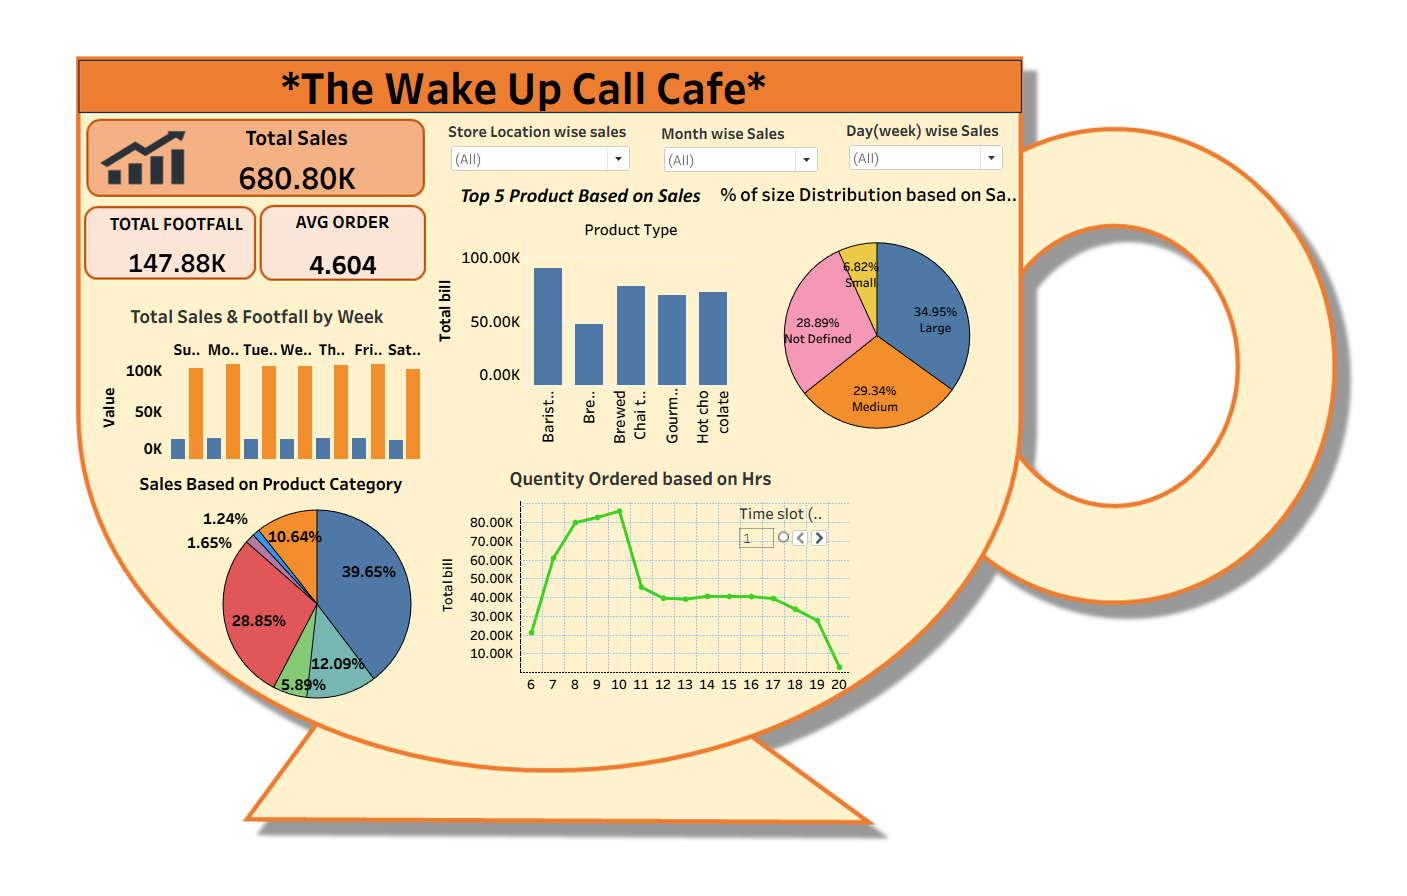 *The Wake Up Call Cafe*
Total Sales
680.80K
TOTAL FOOTFALL
147.88K
AVG ORDER
4.604
Store Location wise sales
(All)
Month wise Sales
(All)
Day(week) wise Sales
(All)
Total Sales & Footfall by Week
Su.. Mo.. Tue.. We.. Th.. Fri.. Sat..
Value
100K
50K
0K
Top 5 Product Based on Sales
Product Type
Total bill
100.00K
50.00K
0.00K
Barist..
Bre..
Brewed
Chai t..
Gourm..
Hot cho
colate
% of size Distribution based on Sa..
6.82%
Small
34.95%
Large
28.89%
Not Defined
29.34%
Medium
Sales Based on Product Category
1.24%
1.65%
10.64%
39.65%
28.85%
12.09%
5.89%
Quentity Ordered based on Hrs
Time slot (..
1
Total bill
80.00K
70.00K
60.00K
50.00K
40.00K
30.00K
20.00K
10.00K
6 7 8 9 10 11 12 13 14 15 16 17 18 19 20